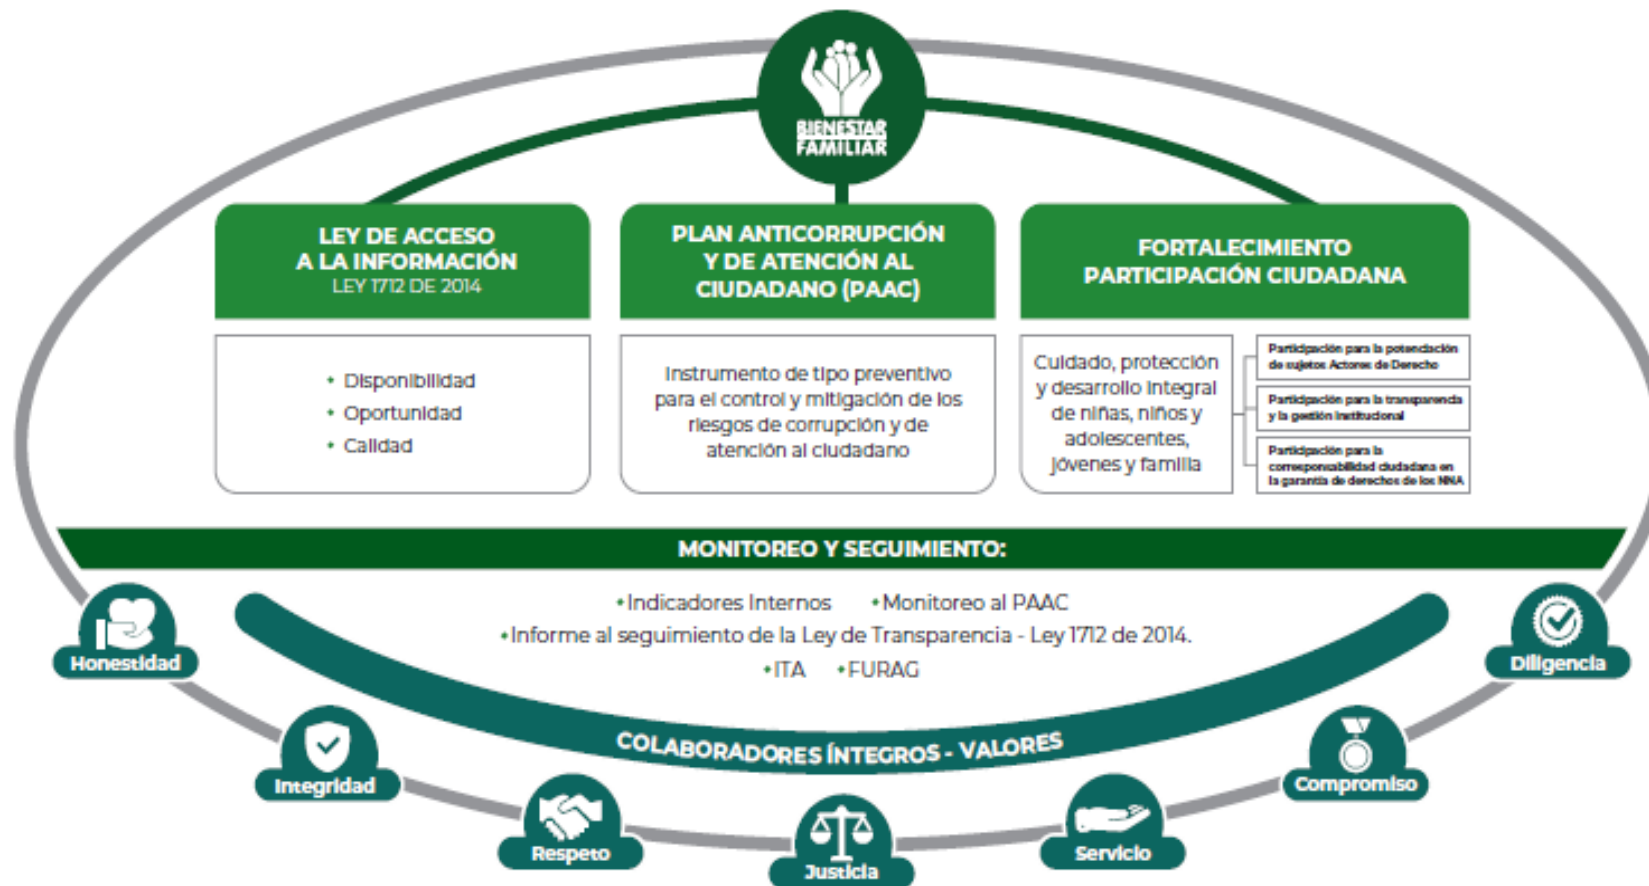 BIENESTAR
FAMILIAR
LEY DE ACCESO
A LA INFORMACIÓN
LEY 1712 DE 2014
• Disponibilidad
• Oportunidad
• Calidad
PLAN ANTICORRUPCIÓN
Y DE ATENCIÓN AL
CIUDADANO (PAAC)
Instrumento de tipo preventivo
para el control y mitigación de los
riesgos de corrupción y de
atención al ciudadano
FORTALECIMIENTO
PARTICIPACIÓN CIUDADANA
Cuidado, protección
y desarrollo integral
de niñas, niños y
adolescentes,
jóvenes y familia
Participación para la potenciación
de sujetos Actores de Derecho
Participación para la transparencia
y la gestión institucional
Participación para la
corresponsabilidad ciudadana en
la garantía de derechos de los NNA
MONITOREO Y SEGUIMIENTO:
• Indicadores Internos • Monitoreo al PAAC
• Informe al seguimiento de la Ley de Transparencia - Ley 1712 de 2014.
• ITA • FURAG
COLABORADORES ÍNTEGROS - VALORES
Honestidad
Integridad
Respeto
Justicia
Servicio
Compromiso
Diligencia